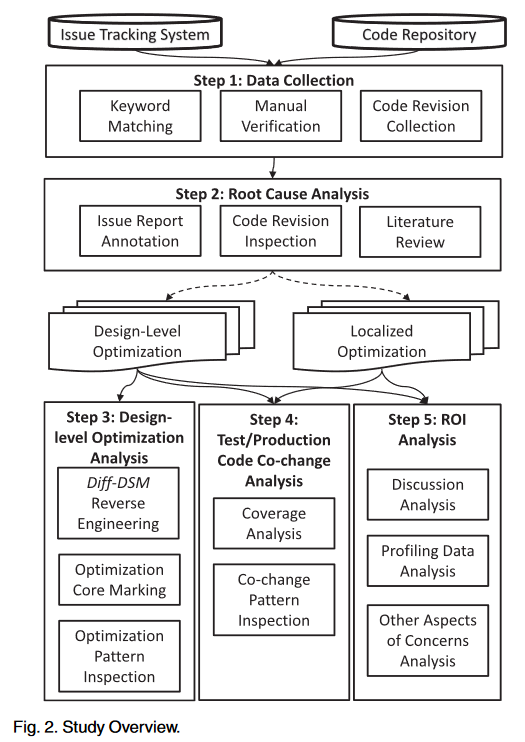 Issue Tracking System
Code Repository
Step 1: Data Collection
Keyword
Matching
Manual
Verification
Code Revision
Collection
Step 2: Root Cause Analysis
Issue Report
Annotation
Code Revision
Inspection
Literature
Review
Design-Level
Optimization
Localized
Optimization
Step 3: Design-
level Optimization
Analysis
Diff-DSM
Reverse
Engineering
Optimization
Core Marking
Optimization
Pattern
Inspection
Step 4:
Test/Production
Code Co-change
Analysis
Coverage
Analysis
Co-change
Pattern
Inspection
Step 5: ROI
Analysis
Discussion
Analysis
Profiling Data
Analysis
Other Aspects
of Concerns
Analysis
Fig. 2. Study Overview.